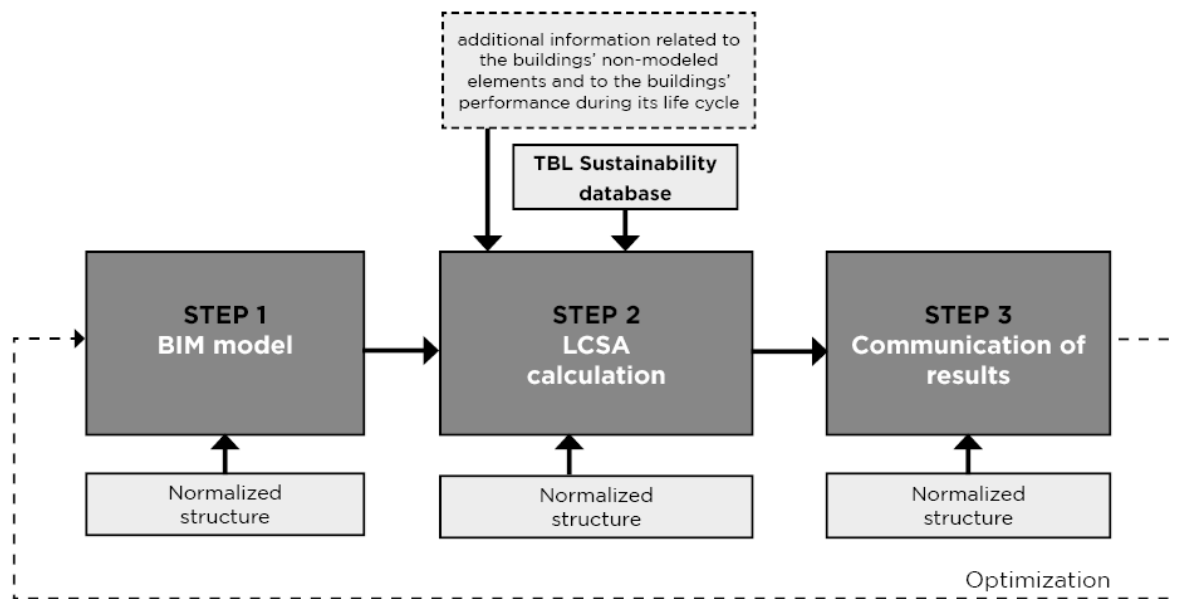 additional information related to
the buildings' non-modeled
elements and to the buildings'
performance during its life cycle
TBL Sustainability
database
STEP 1
BIM model
STEP 2
LCSA
calculation
STEP 3
Communication of
results
Normalized
structure
Normalized
structure
Normalized
structure
Optimization